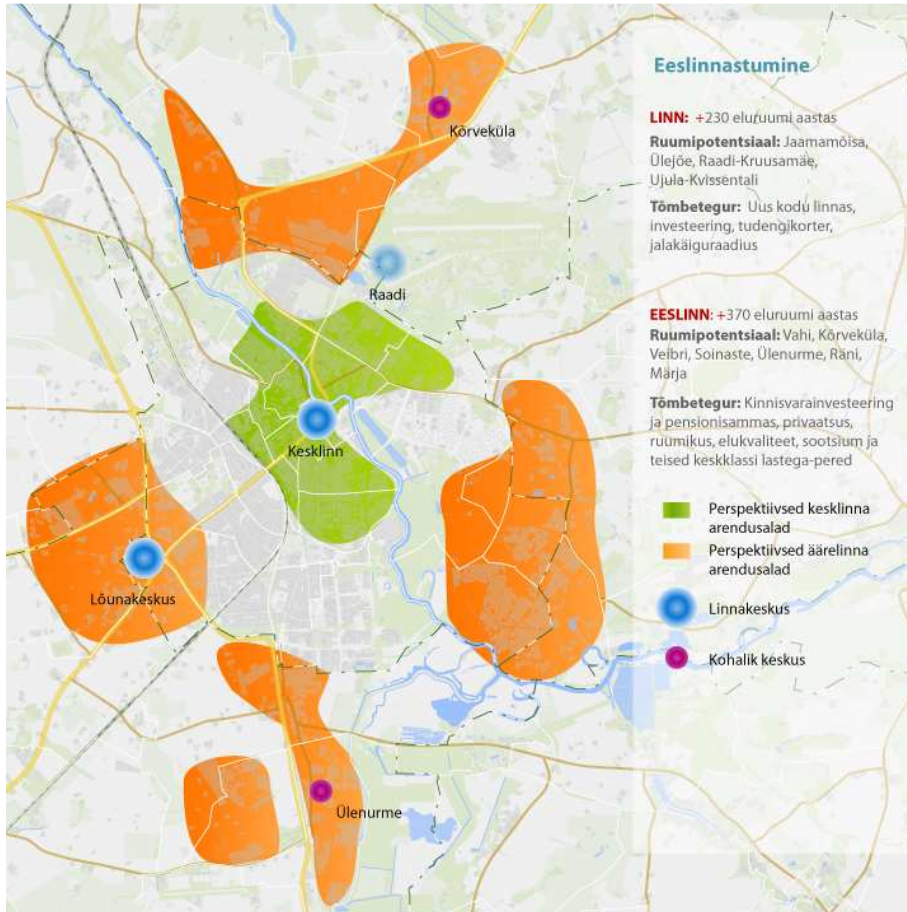 Eeslinnastumine
LINN: +230 eluruumi aastas
Ruumipotentsiaal: Jaamamõisa,
Ülejõe, Raadi-Kruusamäe,
Ujula-Kvissentali
Tõmbetegur: Uus kodu linnas,
investeering, tudengikorter,
jalakäiguraadius
EESLINN: +370 eluruumi aastas
Ruumipotentsiaal: Vahi, Kõrveküla,
Veibri, Soinaste, Ülenurme, Räni,
Märja
Tõmbetegur: Kinnisvarainvesteering
ja pensionisammas, privaatsus,
ruumikus, elukvaliteet, sootsium ja
teised keskklassi lastega-pered
Perspektiivsed kesklinna
arendusalad
Perspektiivsed äärelinna
arendusalad
Linnakeskus
Kohalik keskus
Kõrveküla
Raadi
Kesklinn
Lõunakeskus
Ülenurme